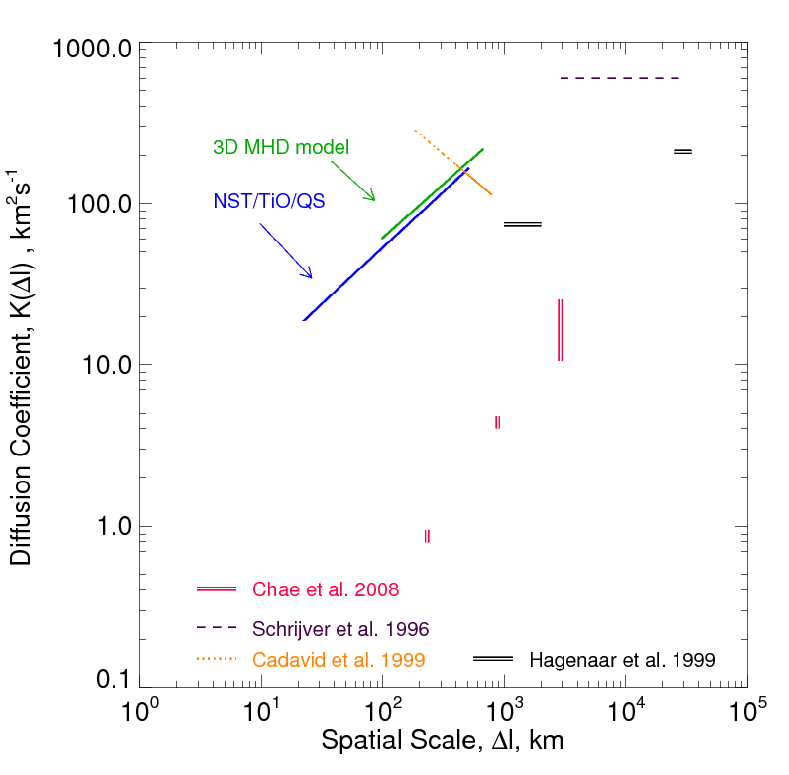 1000.0
100.0
10.0
1.0
0.1
Diffusion Coefficient, K(Δl) , km²s⁻¹
3D MHD model
NST/TiO/QS
Chae et al. 2008
Schrijver et al. 1996
Cadavid et al. 1999
Hagenaar et al. 1999
10⁰ 10¹ 10² 10³ 10⁴ 10⁵
Spatial Scale, Δl, km